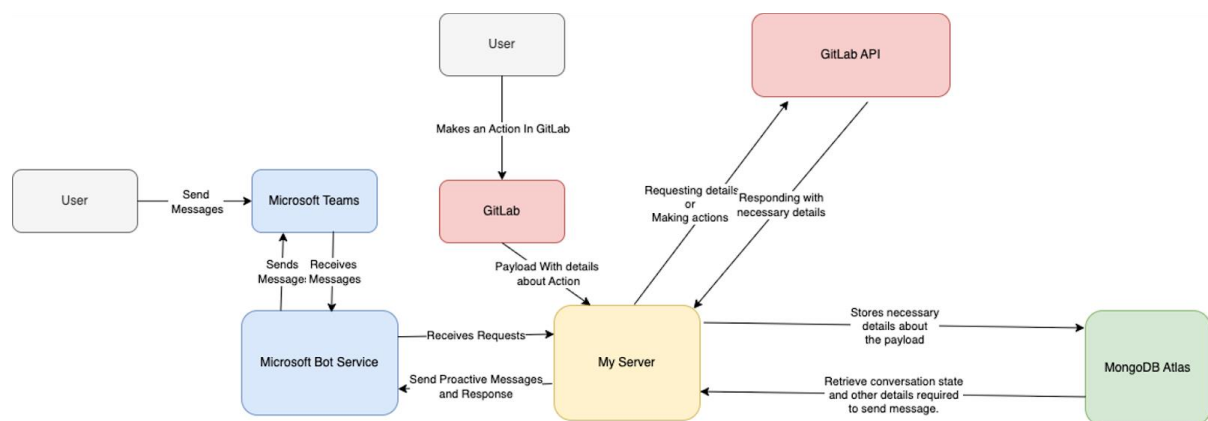 User
GitLab API
Makes an Action In GitLab
User
Send
Messages
Microsoft Teams
GitLab
Requesting details
or
Making actions
Responding with
necessary details
Sends
Messages
Receives
Messages
Payload With details
about Action
Microsoft Bot Service
Receives Requests
My Server
Stores necessary
details about
the payload
MongoDB Atlas
Send Proactive Messages
and Response
Retrieve conversation state
and other details required
to send message.